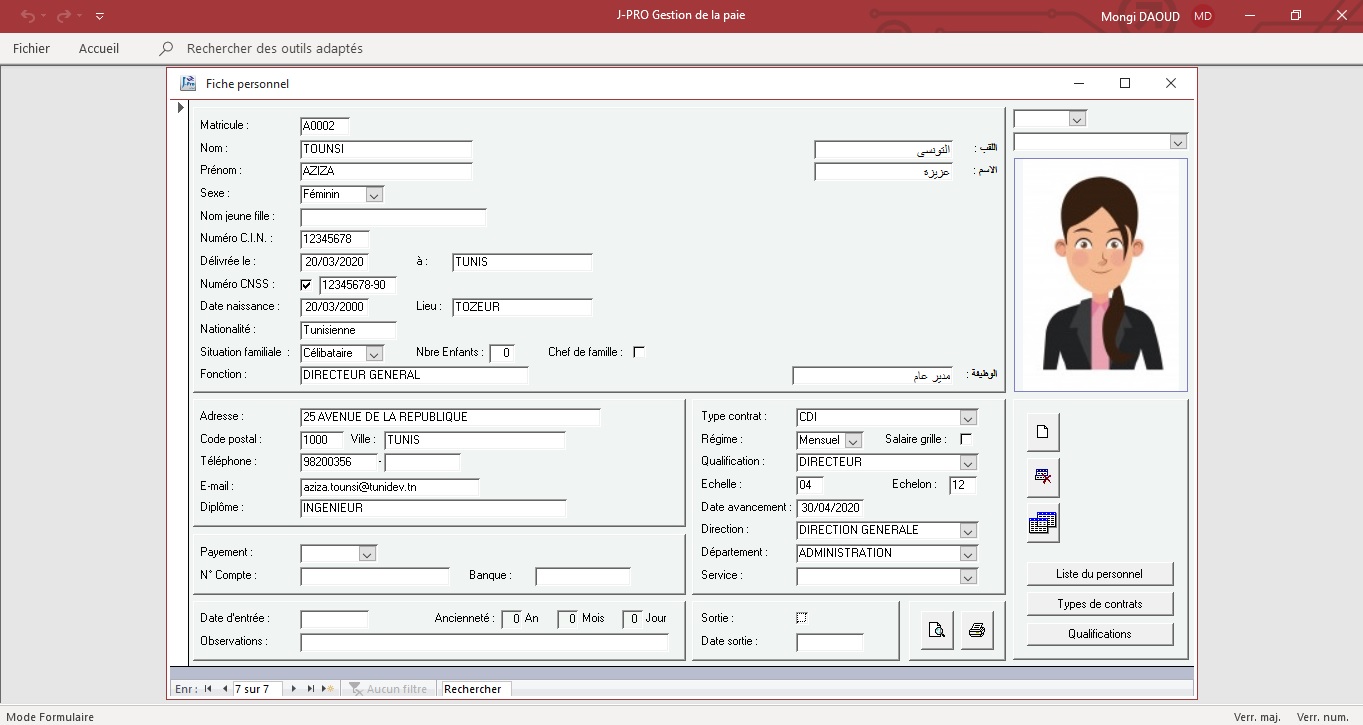 J-PRO Gestion de la paie
Mongi DAOUD MD
Fichier Accueil Rechercher des outils adaptés
J-Pro Fiche personnel
Matricule : A0002
Nom : TOUNSI التونسي اللقب :
Prénom : AZIZA عزيزة الاسم :
Sexe : Féminin
Nom jeune fille :
Numéro C.I.N. : 12345678
Délivrée le : 20/03/2020 à : TUNIS
Numéro CNSS : 12345678-90
Date naissance : 20/03/2000 Lieu : TOZEUR
Nationalité : Tunisienne
Situation familiale : Célibataire Nbre Enfants : 0 Chef de famille :
Fonction : DIRECTEUR GENERAL مدير عام الوظيفة :
Adresse : 25 AVENUE DE LA REPUBLIQUE
Code postal : 1000 Ville : TUNIS
Téléphone : 98200356 -
E-mail : aziza.tounsi@tunidev.tn
Diplôme : INGENIEUR
Type contrat : CDI
Régime : Mensuel Salaire grille :
Qualification : DIRECTEUR
Echelle : 04 Echelon : 12
Date avancement : 30/04/2020
Direction : DIRECTION GENERALE
Département : ADMINISTRATION
Service :
Payement :
N° Compte : Banque :
Date d'entrée : Ancienneté : 0 An 0 Mois 0 Jour
Observations :
Sortie :
Date sortie :
Liste du personnel
Types de contrats
Qualifications
Enr : 7 sur 7 Aucun filtre Rechercher
Mode Formulaire Verr. maj. Verr. num.